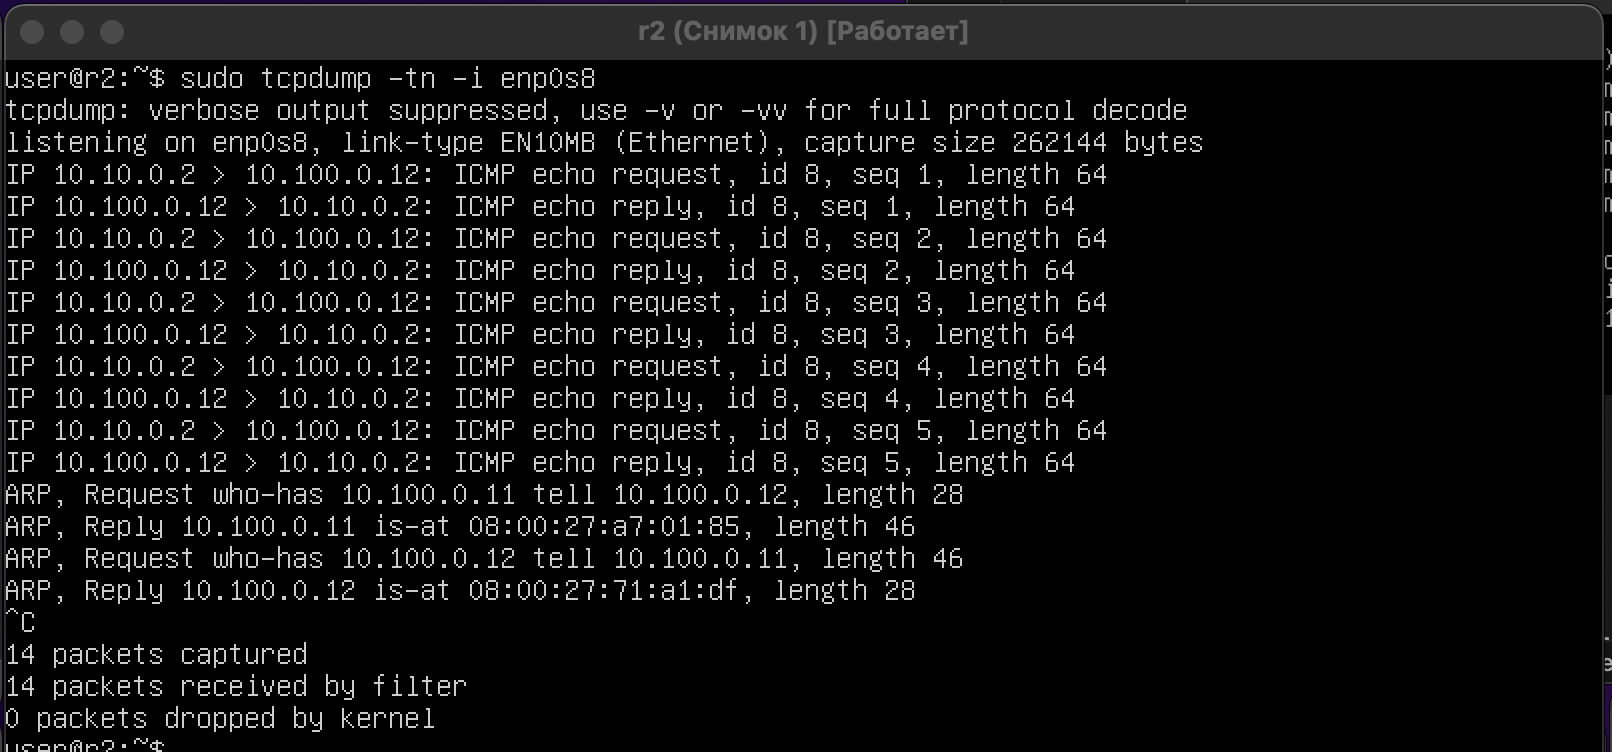 r2 (Снимок 1) [Работает]
user@r2:~$ sudo tcpdump -tn -i enp0s8
tcpdump: verbose output suppressed, use -v or -vv for full protocol decode
listening on enp0s8, link-type EN10MB (Ethernet), capture size 262144 bytes
IP 10.10.0.2 > 10.100.0.12: ICMP echo request, id 8, seq 1, length 64
IP 10.100.0.12 > 10.10.0.2: ICMP echo reply, id 8, seq 1, length 64
IP 10.10.0.2 > 10.100.0.12: ICMP echo request, id 8, seq 2, length 64
IP 10.100.0.12 > 10.10.0.2: ICMP echo reply, id 8, seq 2, length 64
IP 10.10.0.2 > 10.100.0.12: ICMP echo request, id 8, seq 3, length 64
IP 10.100.0.12 > 10.10.0.2: ICMP echo reply, id 8, seq 3, length 64
IP 10.10.0.2 > 10.100.0.12: ICMP echo request, id 8, seq 4, length 64
IP 10.100.0.12 > 10.10.0.2: ICMP echo reply, id 8, seq 4, length 64
IP 10.10.0.2 > 10.100.0.12: ICMP echo request, id 8, seq 5, length 64
IP 10.100.0.12 > 10.10.0.2: ICMP echo reply, id 8, seq 5, length 64
ARP, Request who-has 10.100.0.11 tell 10.100.0.12, length 28
ARP, Reply 10.100.0.11 is-at 08:00:27:a7:01:85, length 46
ARP, Request who-has 10.100.0.12 tell 10.100.0.11, length 46
ARP, Reply 10.100.0.12 is-at 08:00:27:71:a1:df, length 28
^C
14 packets captured
14 packets received by filter
0 packets dropped by kernel
user@r2:~$